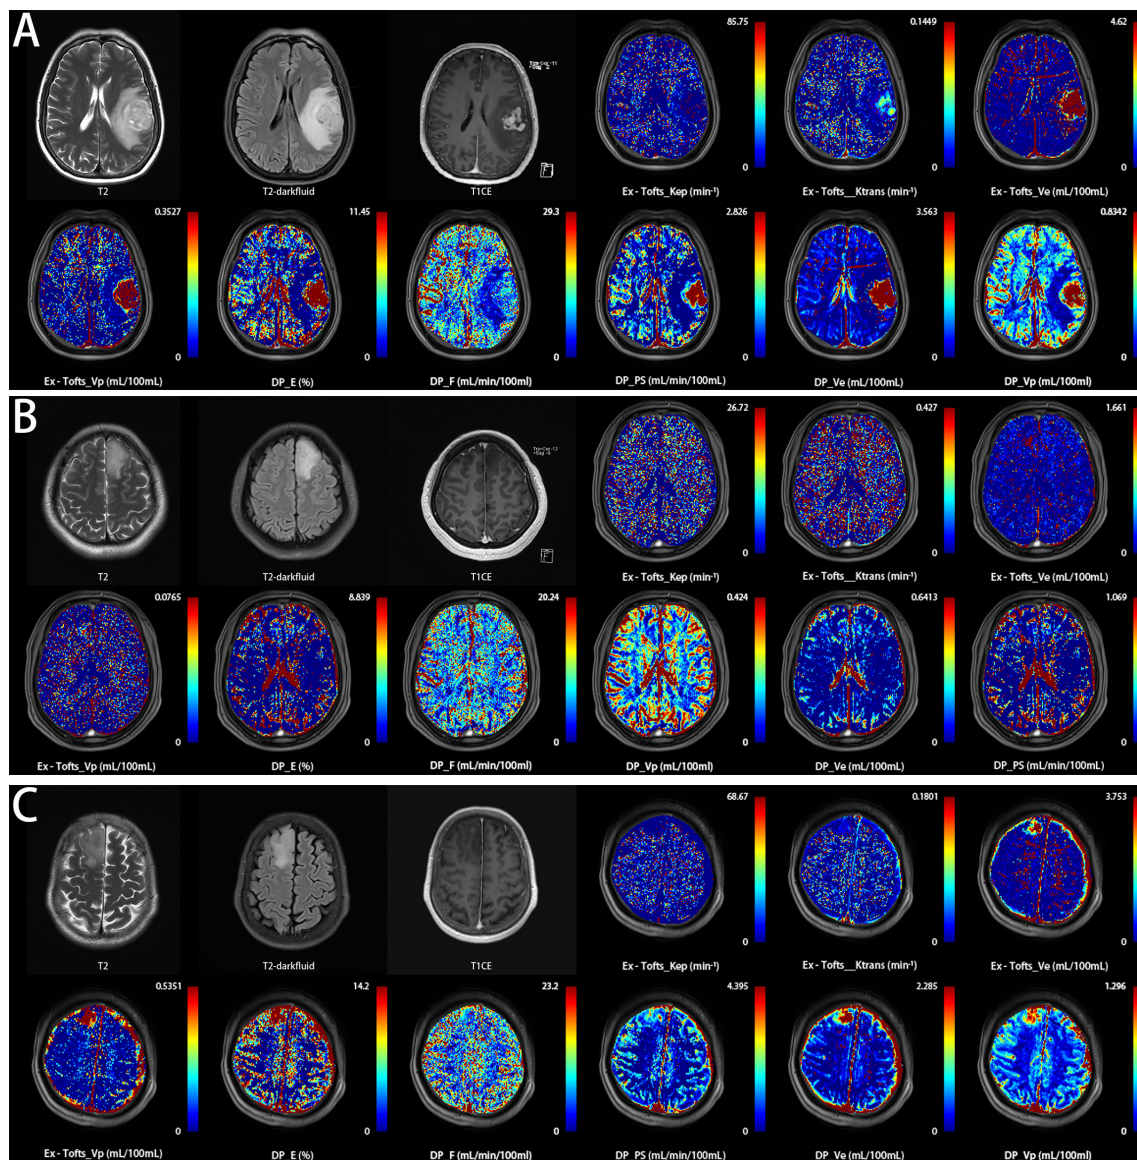 A
85.75
0.1449
4.62
0
0
0
T2
T2-darkfluid
T1CE
F
Ex - Tofts_Kep (min⁻¹)
Ex - Tofts__Ktrans (min⁻¹)
Ex - Tofts_Ve (mL/100mL)
0.3527
11.45
29.3
2.826
3.563
0.8342
0
0
0
0
0
0
Ex - Tofts_Vp (mL/100mL)
DP_E (%)
DP_F (mL/min/100ml)
DP_PS (mL/min/100ml)
DP_Ve (mL/100mL)
DP_Vp (mL/100ml)
B
26.72
0.427
1.661
0
0
0
T2
T2-darkfluid
T1CE
F
Ex - Tofts_Kep (min⁻¹)
Ex - Tofts__Ktrans (min⁻¹)
Ex - Tofts_Ve (mL/100mL)
0.0765
8.839
20.24
0.424
0.6413
1.069
0
0
0
0
0
0
Ex - Tofts_Vp (mL/100mL)
DP_E (%)
DP_F (mL/min/100ml)
DP_Vp (mL/100ml)
DP_Ve (mL/100mL)
DP_PS (mL/min/100mL)
C
68.67
0.1801
3.753
0
0
0
T2
T2-darkfluid
T1CE
Ex - Tofts_Kep (min⁻¹)
Ex - Tofts__Ktrans (min⁻¹)
Ex - Tofts_Ve (mL/100mL)
0.5351
14.2
23.2
4.395
2.285
1.296
0
0
0
0
0
0
Ex - Tofts_Vp (mL/100mL)
DP_E (%)
DP_F (mL/min/100ml)
DP_PS (mL/min/100ml)
DP_Ve (mL/100mL)
DP_Vp (mL/100ml)